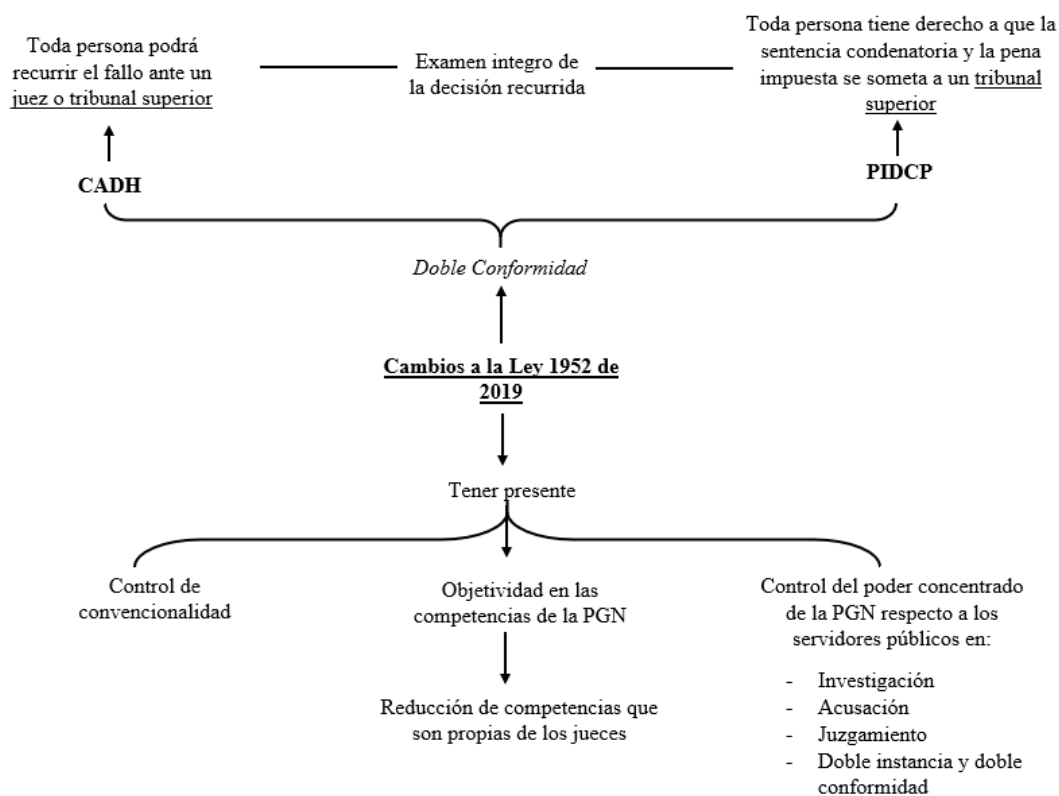 Toda persona podrá
recurrir el fallo ante un
juez o tribunal superior
Examen integro de
la decisión recurrida
Toda persona tiene derecho a que la
sentencia condenatoria y la pena
impuesta se someta a un tribunal
superior
CADH
PIDCP
Doble Conformidad
Cambios a la Ley 1952 de
2019
Tener presente
Control de
convencionalidad
Objetividad en las
competencias de la PGN
Reducción de competencias que
son propias de los jueces
Control del poder concentrado
de la PGN respecto a los
servidores públicos en:
- Investigación
- Acusación
- Juzgamiento
- Doble instancia y doble
conformidad